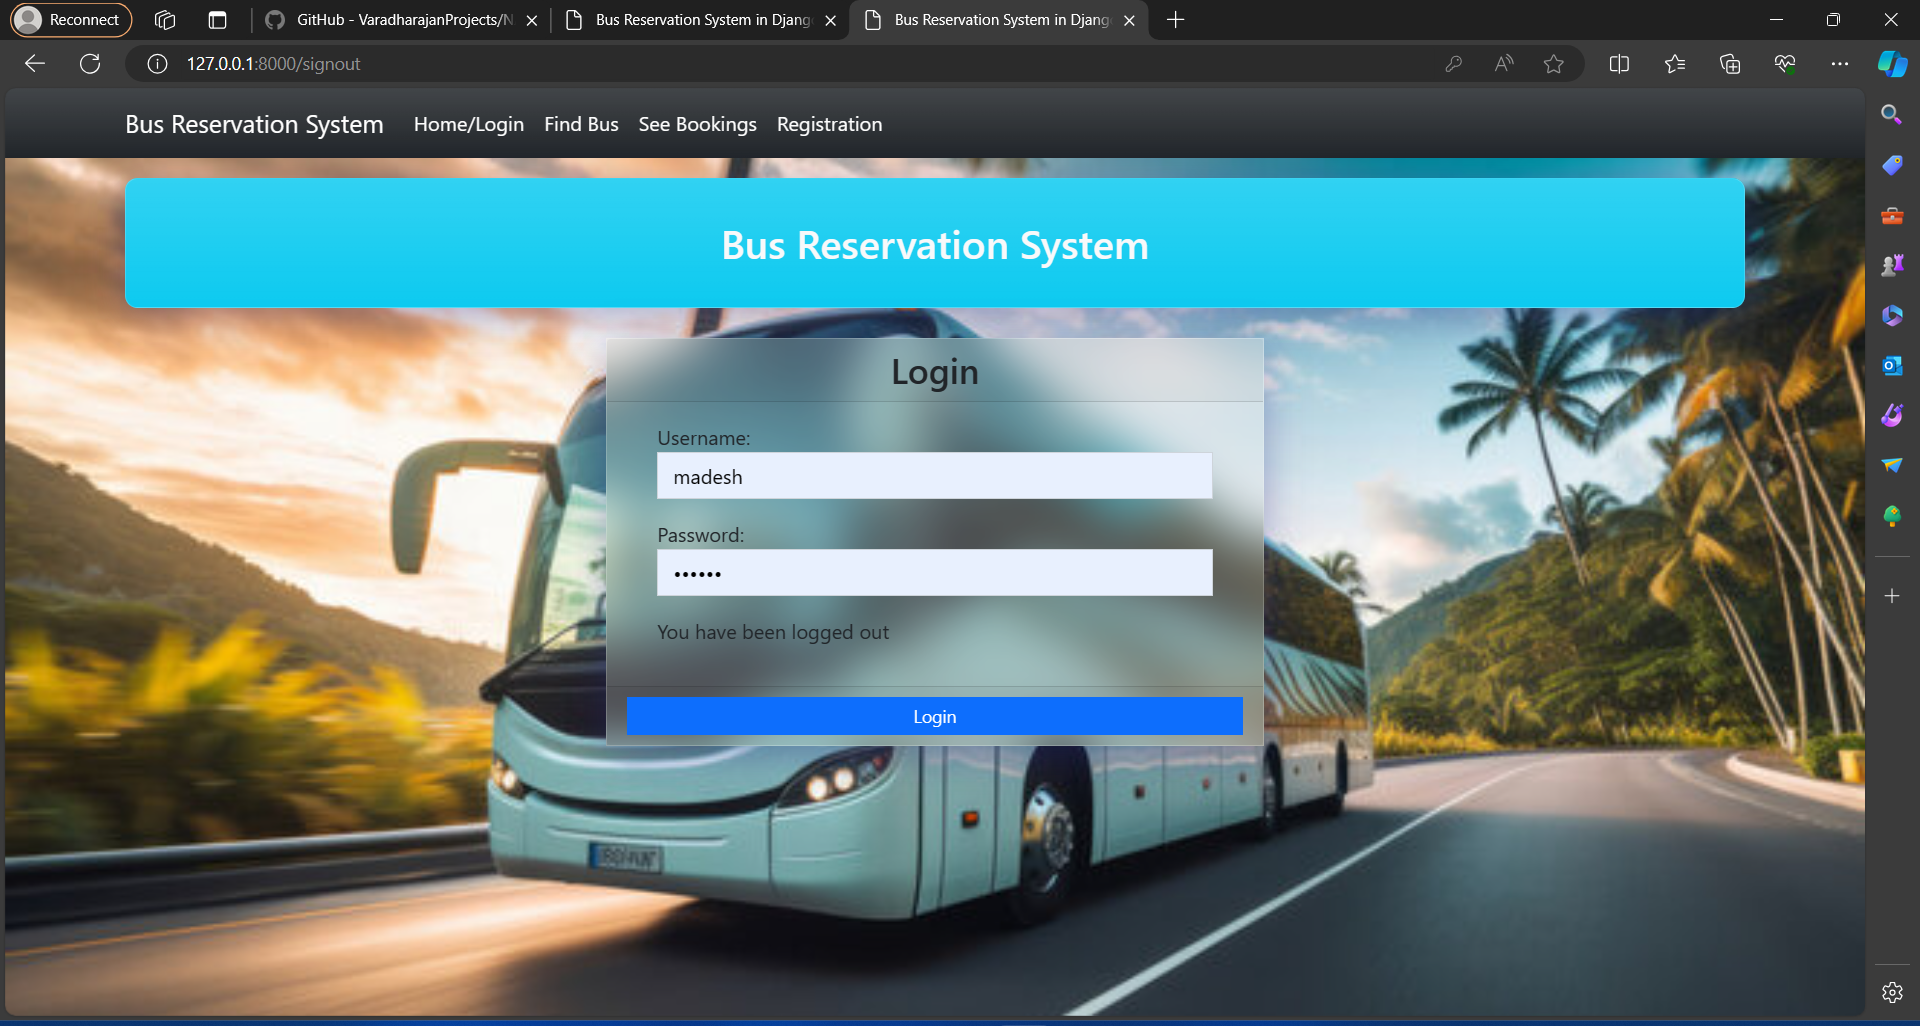 Reconnect
GitHub - VaradharajanProjects/N
Bus Reservation System in Djang
Bus Reservation System in Djang
127.0.0.1:8000/signout
Bus Reservation System
Home/Login
Find Bus
See Bookings
Registration
Bus Reservation System
Login
Username:
madesh
Password:
••••••
You have been logged out
Login